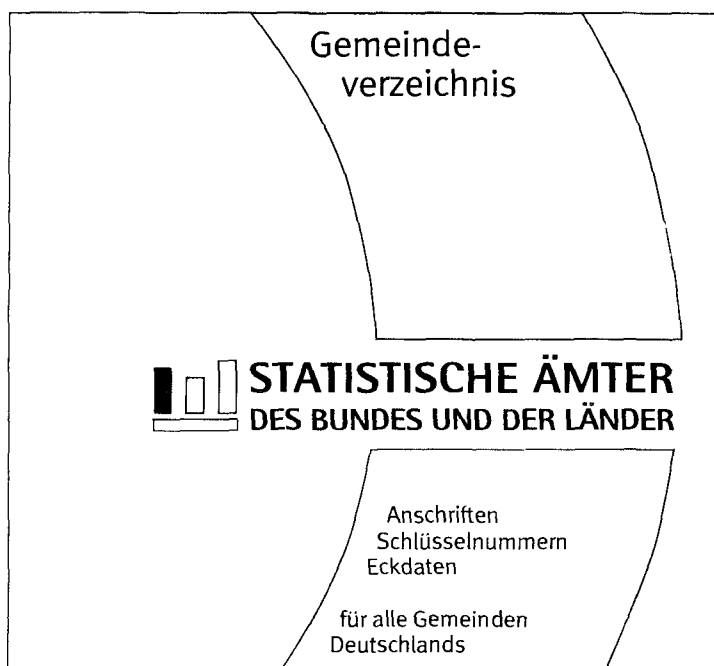 Gemeinde-
verzeichnis
STATISTISCHE ÄMTER
DES BUNDES UND DER LÄNDER
Anschriften
Schlüsselnummern
Eckdaten
für alle Gemeinden
Deutschlands